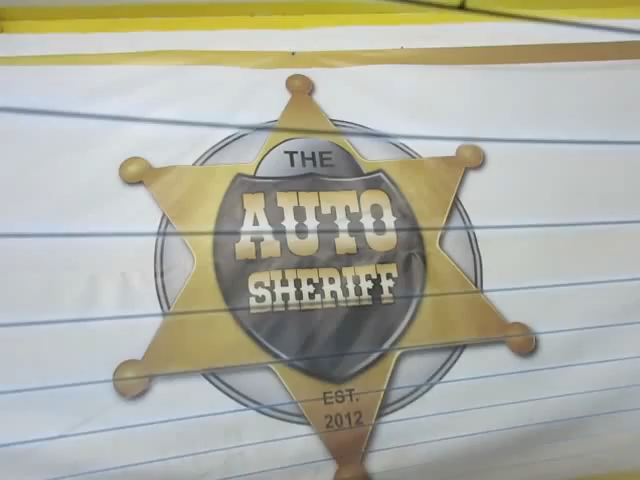 THE
AUTO
SHERIFF
EST.
2012